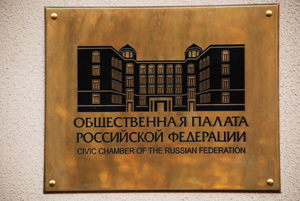 ОБЩЕСТВЕННАЯ ПАЛАТА
РОССИЙСКОЙ ФЕДЕРАЦИИ
CIVIC CHAMBER OF THE RUSSIAN FEDERATION